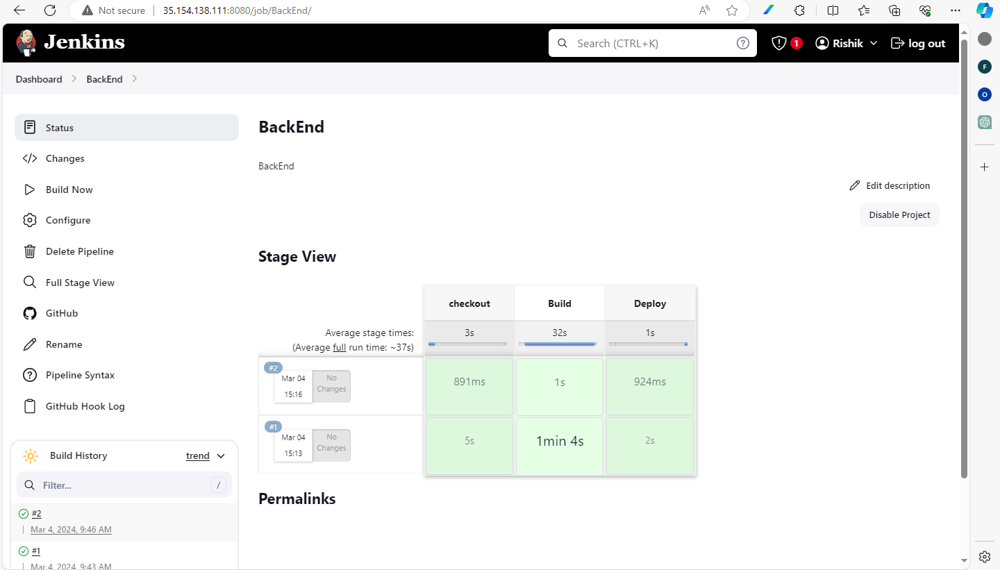 Not secure 35.154.138.111:8080/job/BackEnd/
Jenkins
Search (CTRL+K)
?
1
Rishik
log out
F
O
Dashboard
BackEnd
Status
Changes
Build Now
Configure
Delete Pipeline
Full Stage View
GitHub
Rename
Pipeline Syntax
GitHub Hook Log
Build History
trend
Filter...
/
#2
Mar 4, 2024, 9:46 AM
#1
Mar 4, 2024, 9:43 AM
BackEnd
BackEnd
Edit description
Disable Project
Stage View
checkout Build Deploy
Average stage times: 3s 32s 1s
(Average full run time: ~37s)
#2
Mar 04
15:16
No
Changes
891ms 1s 924ms
#1
Mar 04
15:13
No
Changes
5s 1min 4s 2s
Permalinks